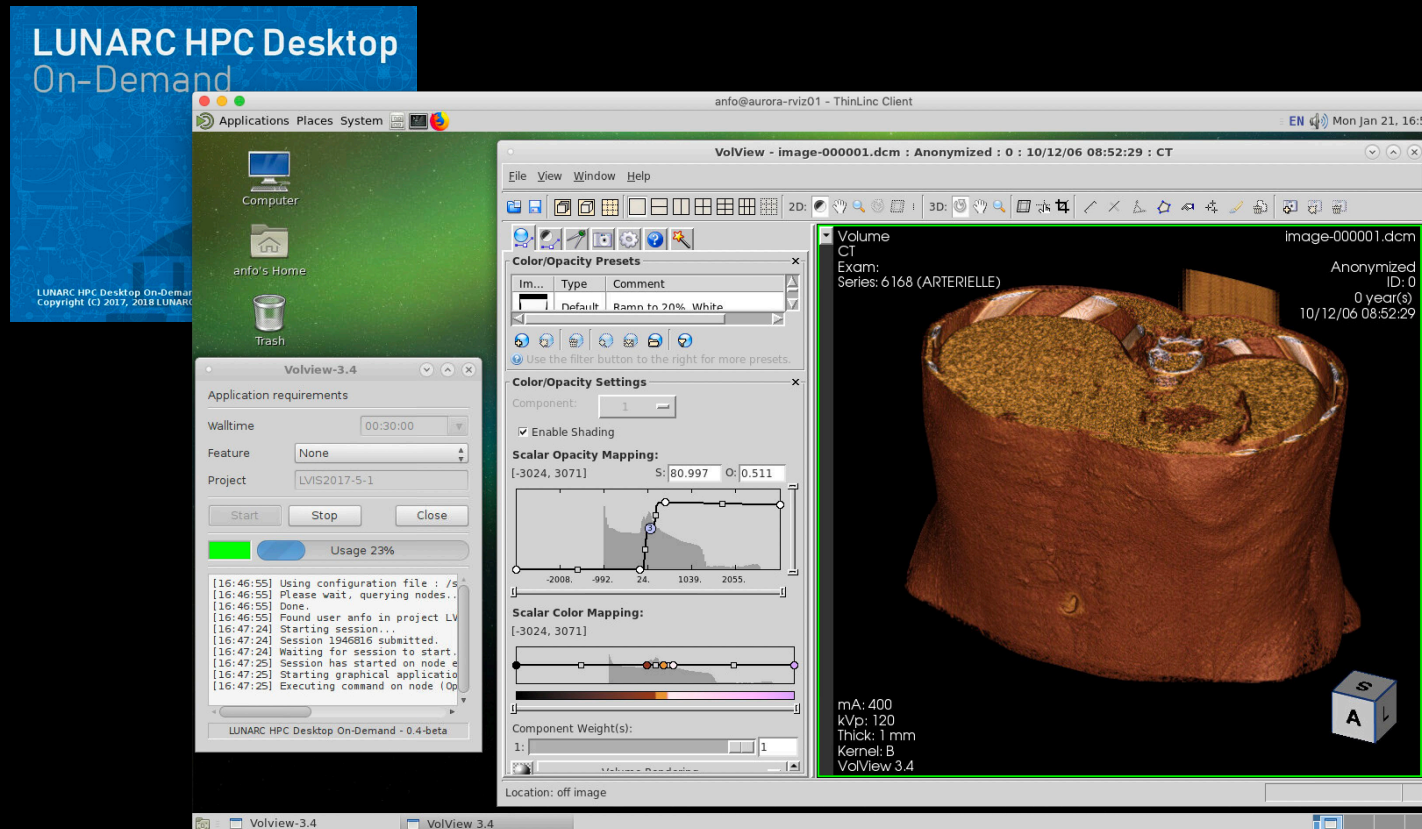 LUNARC HPC Desktop
On-Demand
LUNARC HPC Desktop On-Demar
Copyright (C) 2017, 2018 LUNARC
anfo@aurora-rviz01 - ThinLinc Client
Applications Places System
EN Mon Jan 21, 16:5
Computer
anfo's Home
Trash
Volview-3.4
Application requirements
Walltime 00:30:00
Feature None
Project LVIS2017-5-1
Start Stop Close
Usage 23%
[16:46:55] Using configuration file : /s
[16:46:55] Please wait, querying nodes..
[16:46:55] Done.
[16:46:55] Found user anfo in project LV
[16:47:24] Starting session...
[16:47:24] Session 1946816 submitted.
[16:47:24] Waiting for session to start.
[16:47:25] Session has started on node e
[16:47:25] Starting graphical applicatio
[16:47:25] Executing command on node (Op
LUNARC HPC Desktop On-Demand - 0.4-beta
VolView - image-000001.dcm : Anonymized : 0 : 10/12/06 08:52:29 : CT
File View Window Help
2D: 3D:
Color/Opacity Presets
Im... Type Comment
Default Ramp to 20%, White
Use the filter button to the right for more presets.
Color/Opacity Settings
Component: 1
Enable Shading
Scalar Opacity Mapping:
[-3024, 3071] S: 80.997 O: 0.511
3
-2008. -992. 24. 1039. 2055.
Scalar Color Mapping:
[-3024, 3071]
Component Weight(s):
1: 1
Volume Rendering
Location: off image
Volume
CT
Exam:
Series: 6168 (ARTERIELLE)
image-000001.dcm
Anonymized
ID: 0
0 year(s)
10/12/06 08:52:29
mA: 400
kVp: 120
Thick: 1 mm
Kernel: B
VolView 3.4
S
A L
Volview-3.4
VolView 3.4